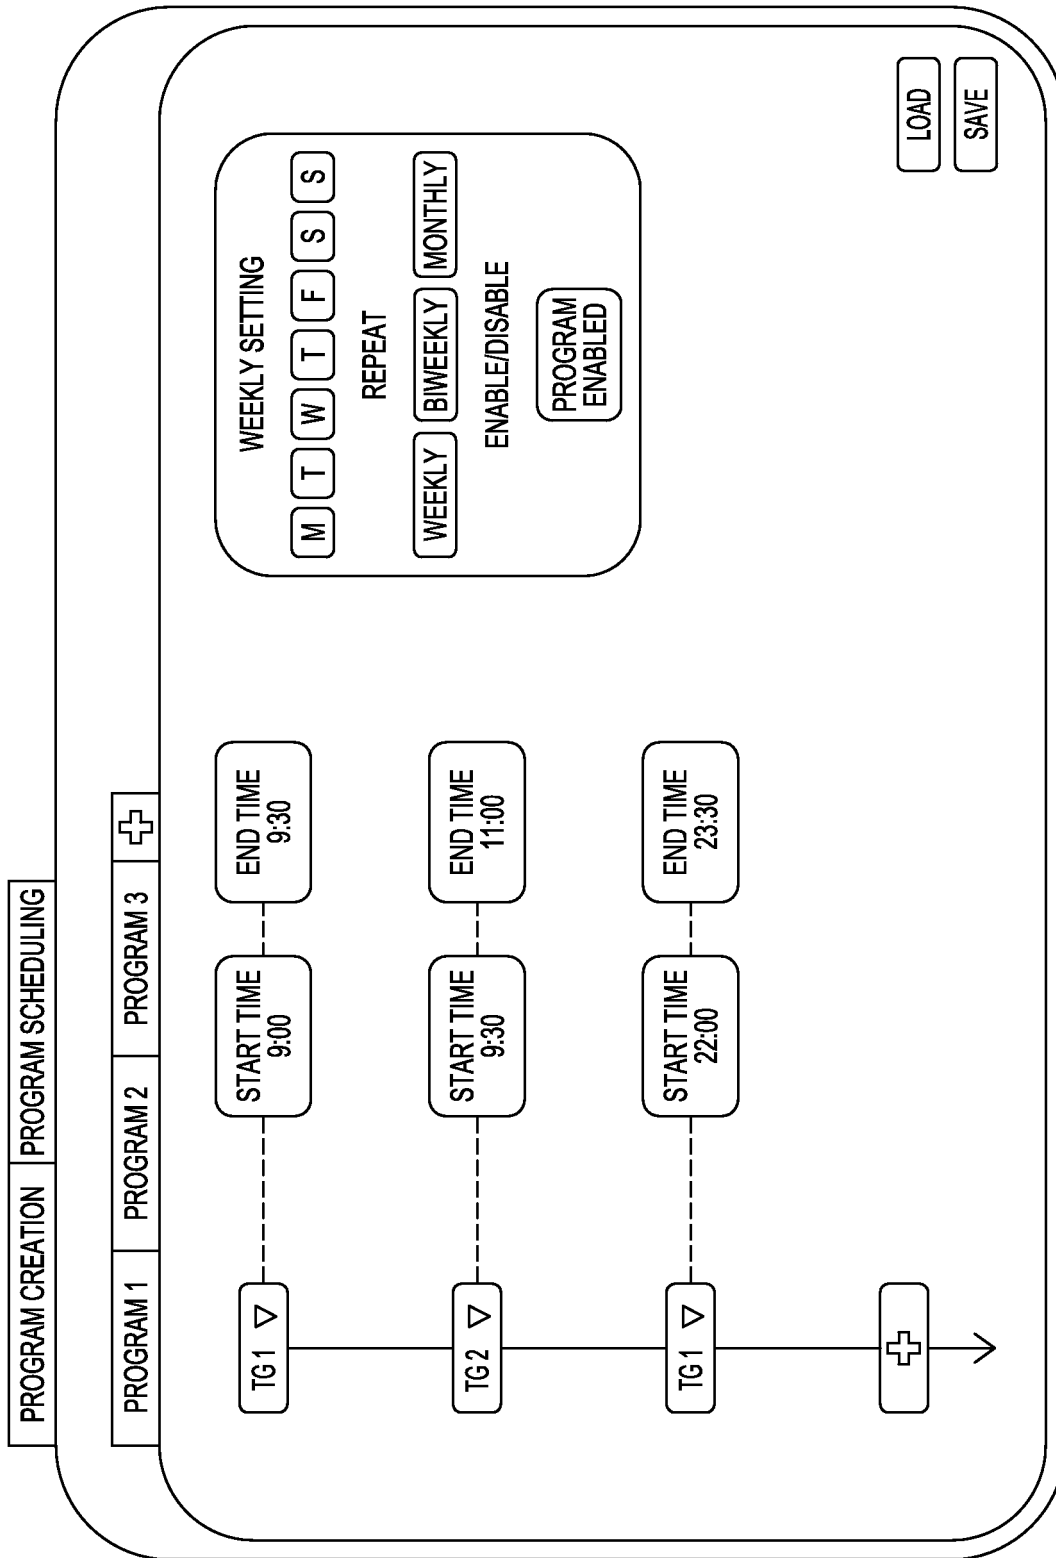 PROGRAM CREATION PROGRAM SCHEDULING
PROGRAM 1 PROGRAM 2 PROGRAM 3
TG 1
START TIME
9:00
END TIME
9:30
TG 2
START TIME
9:30
END TIME
11:00
TG 1
START TIME
22:00
END TIME
23:30
WEEKLY SETTING
M T W T F S S
REPEAT
WEEKLY BIWEEKLY MONTHLY
ENABLE/DISABLE
PROGRAM
ENABLED
LOAD
SAVE